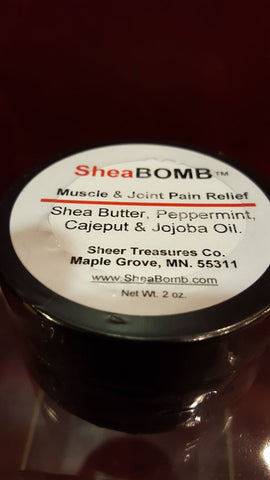 SheaBOMB™
Muscle & Joint Pain Relief
Shea Butter, Peppermint,
Cajeput & Jojoba Oil.
Sheer Treasures Co.
Maple Grove, MN. 55311
www.SheaBomb.com
Net Wt. 2 oz.